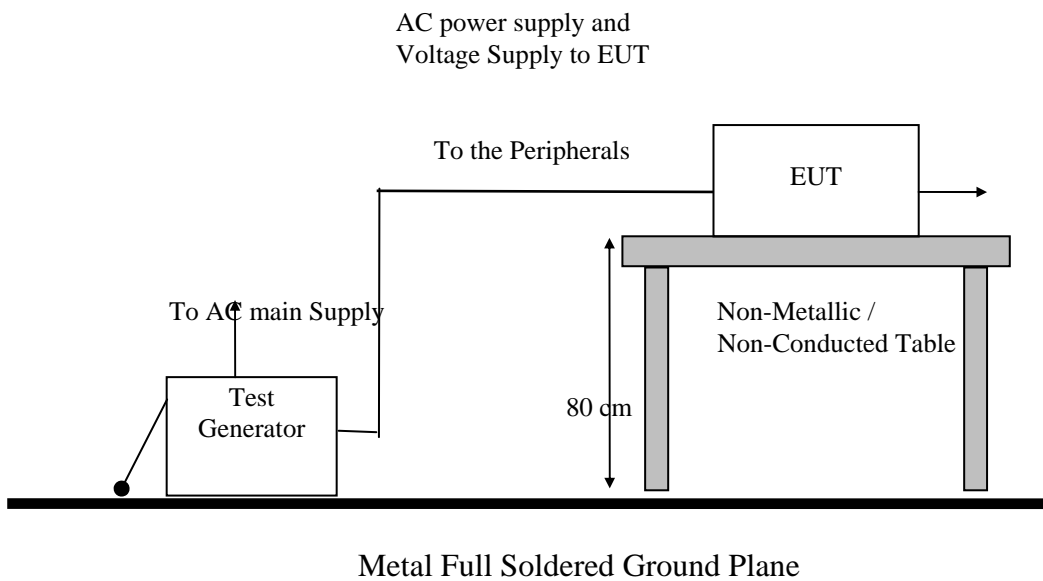 AC power supply and
Voltage Supply to EUT
To the Peripherals
EUT
To AC main Supply
Non-Metallic /
Non-Conducted Table
Test
Generator
80 cm
Metal Full Soldered Ground Plane